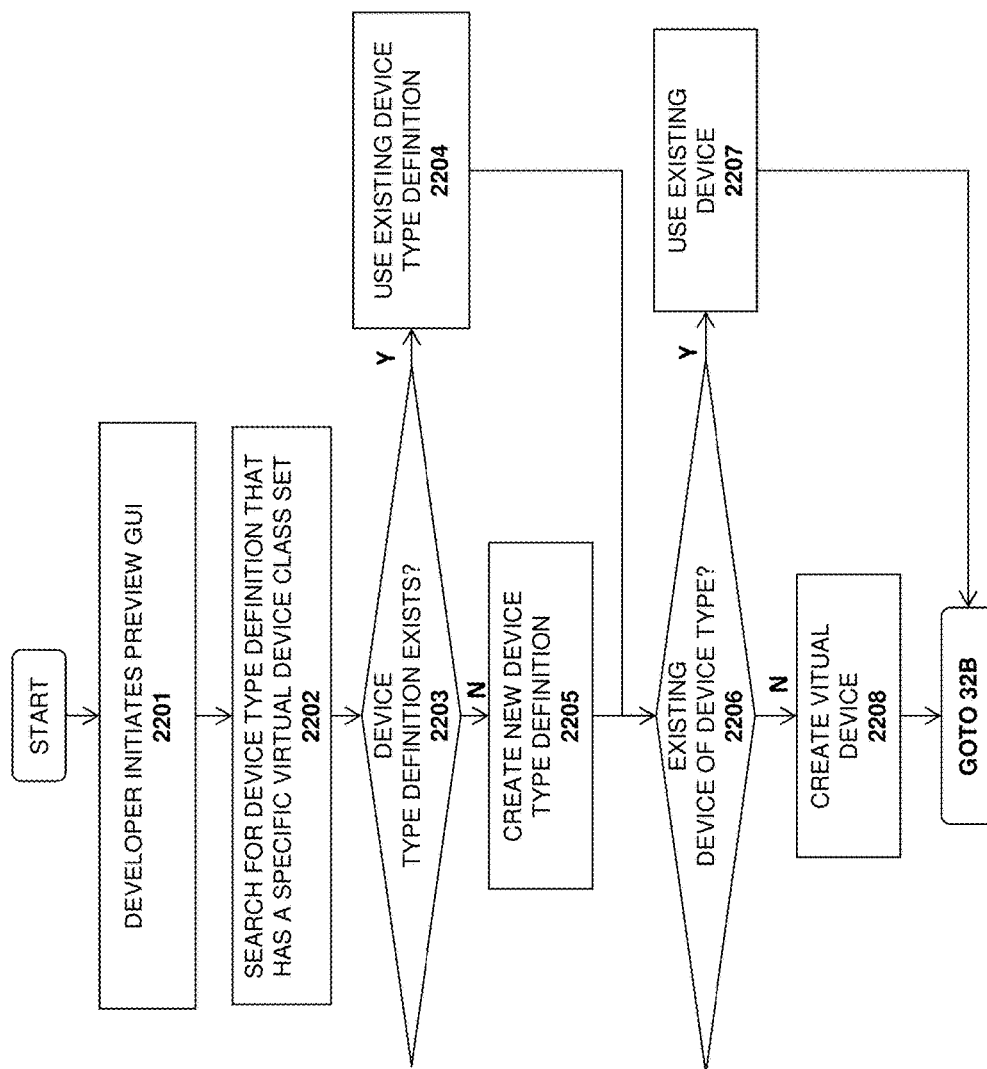 START
DEVELOPER INITIATES PREVIEW GUI
2201
SEARCH FOR DEVICE TYPE DEFINITION THAT
HAS A SPECIFIC VIRTUAL DEVICE CLASS SET
2202
DEVICE
TYPE DEFINITION EXISTS?
2203
Y
USE EXISTING DEVICE
TYPE DEFINITION
2204
N
CREATE NEW DEVICE
TYPE DEFINITION
2205
EXISTING
DEVICE OF DEVICE TYPE?
2206
Y
USE EXISTING
DEVICE
2207
N
CREATE VITUAL
DEVICE
2208
GOTO 32B